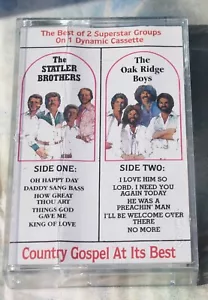 The Best of 2 Superstar Groups
On 1 Dynamic Cassette
The
STATLER
BROTHERS
The
Oak Ridge
Boys
SIDE ONE:
OH HAPPY DAY
DADDY SANG BASS
HOW GREAT
THOU ART
THINGS GOD
GAVE ME
KING OF LOVE
SIDE TWO:
I LOVE HIM SO
LORD, I NEED YOU
AGAIN TODAY
HE WAS A
PREACHIN' MAN
I'LL BE WELCOME OVER
THERE
NO MORE
Country Gospel At Its Best